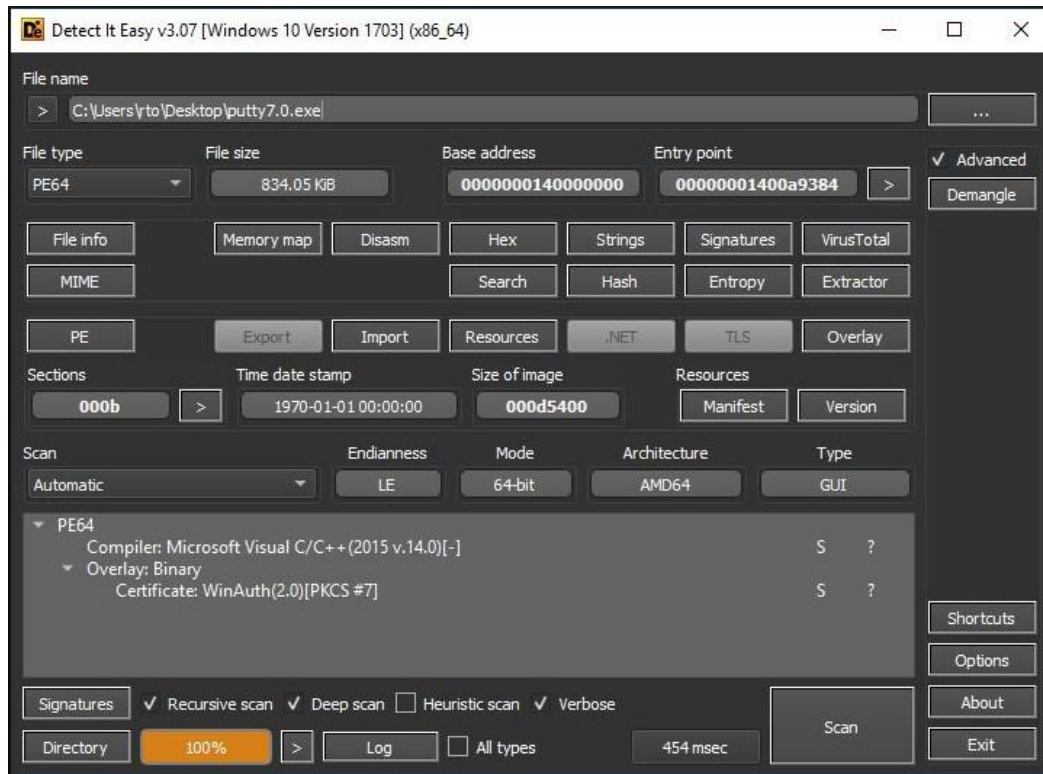 Detect It Easy v3.07 [Windows 10 Version 1703] (x86_64)
File name
> C:\Users\rto\Desktop\putty7.0.exe ...
File type File size Base address Entry point
Advanced
PE64 834.05 KiB 0000000140000000 00000001400a9384 >
Demangle
File info Memory map Disasm Hex Strings Signatures VirusTotal
MIME Search Hash Entropy Extractor
PE Export Import Resources .NET TLS Overlay
Sections Time date stamp Size of image Resources
000b > 1970-01-01 00:00:00 000d5400 Manifest Version
Scan Endianness Mode Architecture Type
Automatic LE 64-bit AMD64 GUI
PE64
Compiler: Microsoft Visual C/C++(2015 v.14.0)[-] S ?
Overlay: Binary
Certificate: WinAuth(2.0)[PKCS #7] S ?
Shortcuts
Options
Signatures Recursive scan Deep scan Heuristic scan Verbose Scan About
Directory 100% > Log All types 454 msec Exit